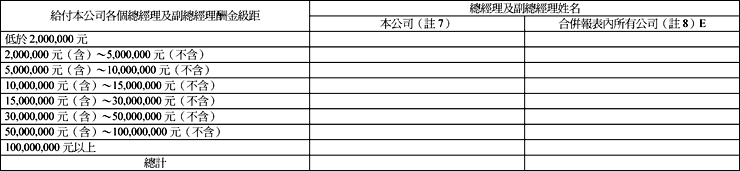 給付本公司各個總經理及副總經理酬金級距
總經理及副總經理姓名
本公司（註 7）
合併報表內所有公司（註 8）E
低於 2,000,000 元
2,000,000 元（含）～5,000,000 元（不含）
5,000,000 元（含）～10,000,000 元（不含）
10,000,000 元（含）～15,000,000 元（不含）
15,000,000 元（含）～30,000,000 元（不含）
30,000,000 元（含）～50,000,000 元（不含）
50,000,000 元（含）～100,000,000 元（不含）
100,000,000 元以上
總計